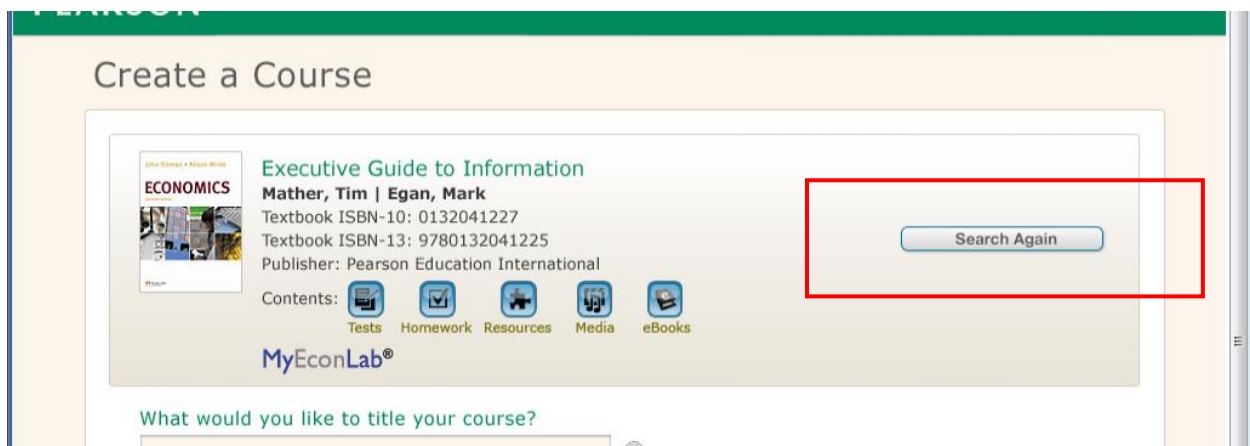 PEARSON
Create a Course
ECONOMICS
Executive Guide to Information
Mather, Tim | Egan, Mark
Textbook ISBN-10: 0132041227
Textbook ISBN-13: 9780132041225
Publisher: Pearson Education International
Contents:
Tests Homework Resources Media eBooks
MyEconLab®
Search Again
What would you like to title your course?